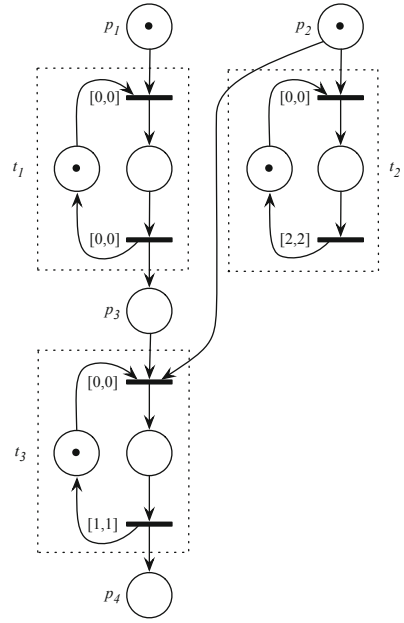 p1 p2
[0,0] [0,0]
t1 t2
[0,0] [2,2]
p3
[0,0]
t3
[1,1]
p4